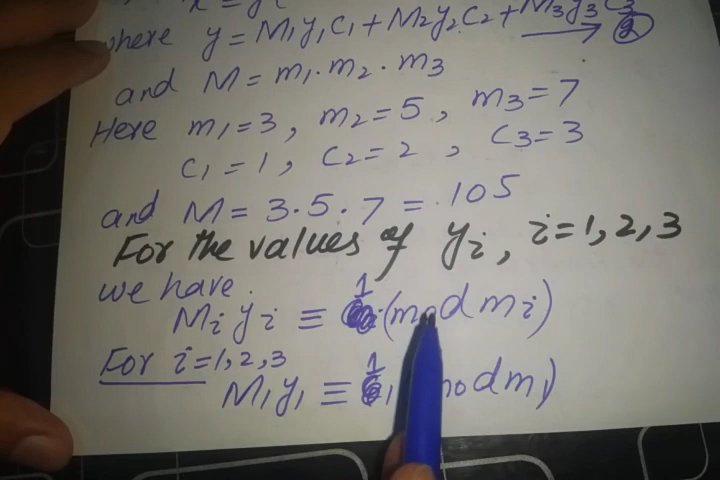 where y = M₁y₁c₁ + M₂y₂c₂ + M₃y₃c₃ → ②
and M = m₁·m₂·m₃
Here m₁=3, m₂=5, m₃=7
c₁=1, c₂=2, c₃=3
and M = 3·5·7 = 105
For the values of yᵢ, i=1,2,3
we have.
Mᵢyᵢ ≡ 1 (mod mᵢ)
For i=1,2,3
M₁y₁ ≡ 1 mod m₁)